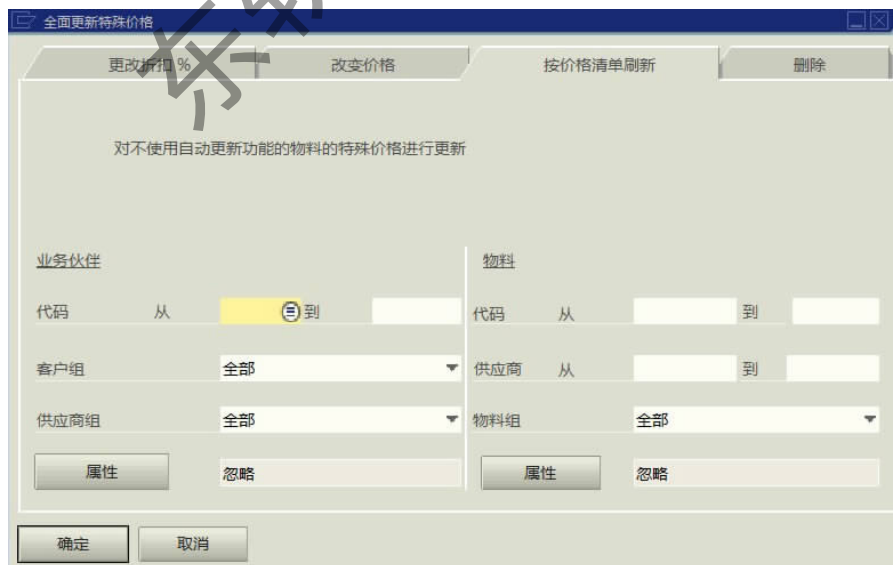 全面更新特殊价格
更改折扣 % 改变价格 按价格清单刷新 删除
对不使用自动更新功能的物料的特殊价格进行更新
业务伙伴 物料
代码 从 到 代码 从 到
客户组 全部 供应商 从 到
供应商组 全部 物料组 全部
属性 忽略 属性 忽略
确定 取消